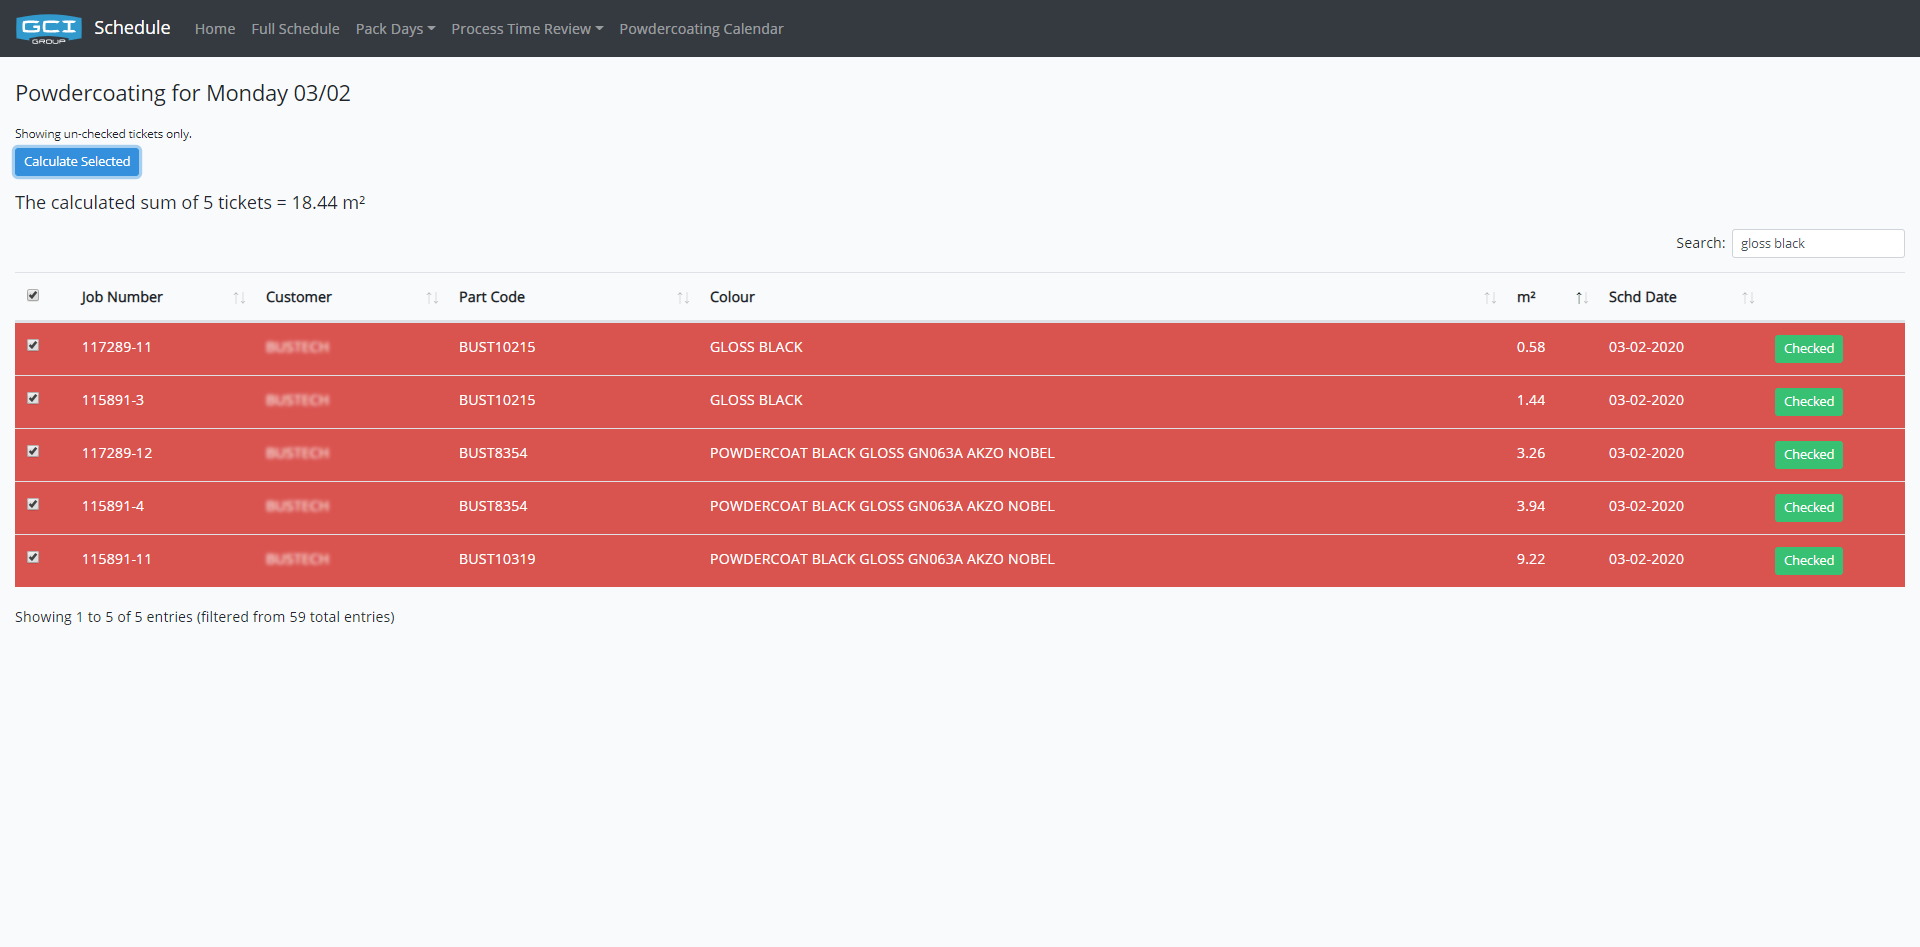 GCI GROUP Schedule Home Full Schedule Pack Days Process Time Review Powdercoating Calendar
Powdercoating for Monday 03/02
Showing un-checked tickets only.
Calculate Selected
The calculated sum of 5 tickets = 18.44 m²
Search: gloss black
Job Number Customer Part Code Colour m² Schd Date
117289-11 BUSTECH BUST10215 GLOSS BLACK 0.58 03-02-2020 Checked
115891-3 BUSTECH BUST10215 GLOSS BLACK 1.44 03-02-2020 Checked
117289-12 BUSTECH BUST8354 POWDERCOAT BLACK GLOSS GN063A AKZO NOBEL 3.26 03-02-2020 Checked
115891-4 BUSTECH BUST8354 POWDERCOAT BLACK GLOSS GN063A AKZO NOBEL 3.94 03-02-2020 Checked
115891-11 BUSTECH BUST10319 POWDERCOAT BLACK GLOSS GN063A AKZO NOBEL 9.22 03-02-2020 Checked
Showing 1 to 5 of 5 entries (filtered from 59 total entries)